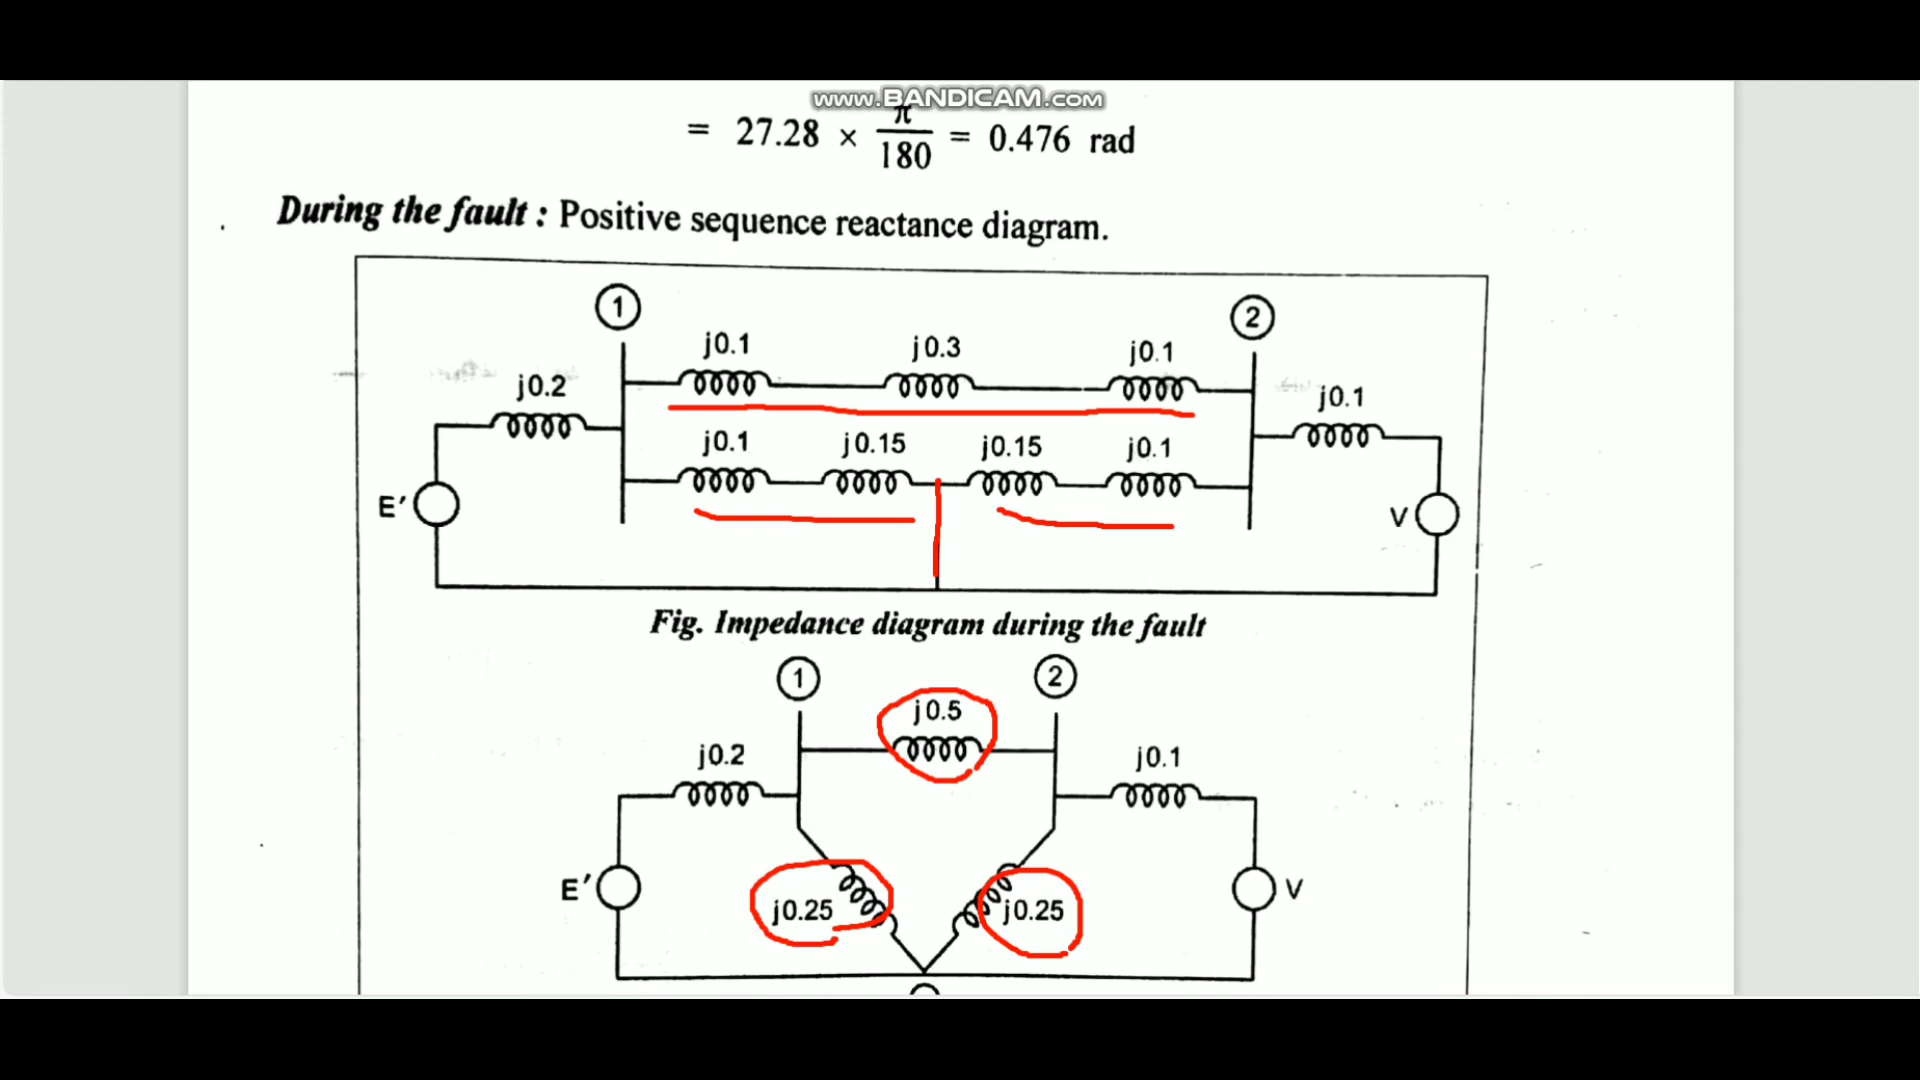 www.BANDICAM.com
= 27.28 × π/180 = 0.476 rad
During the fault : Positive sequence reactance diagram.
1 2
j0.1 j0.3 j0.1
j0.2 j0.1
j0.1 j0.15 j0.15 j0.1
E′ V
Fig. Impedance diagram during the fault
1 2
j0.5
j0.2 j0.1
E′ V
j0.25 j0.25